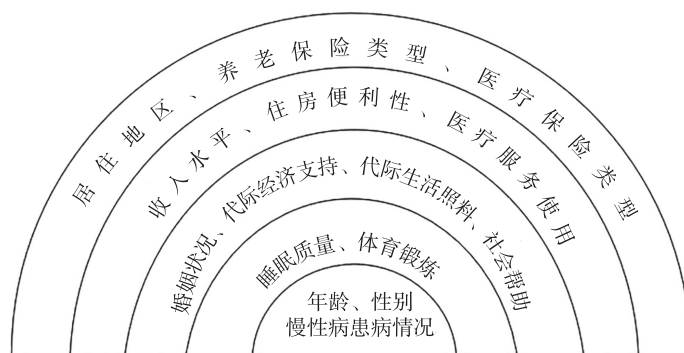 居住地区、养老保险类型、医疗保险类型
收入水平、住房便利性、医疗服务使用
婚姻状况、代际经济支持、代际生活照料、社会帮助
睡眠质量、体育锻炼
年龄、性别
慢性病患病情况